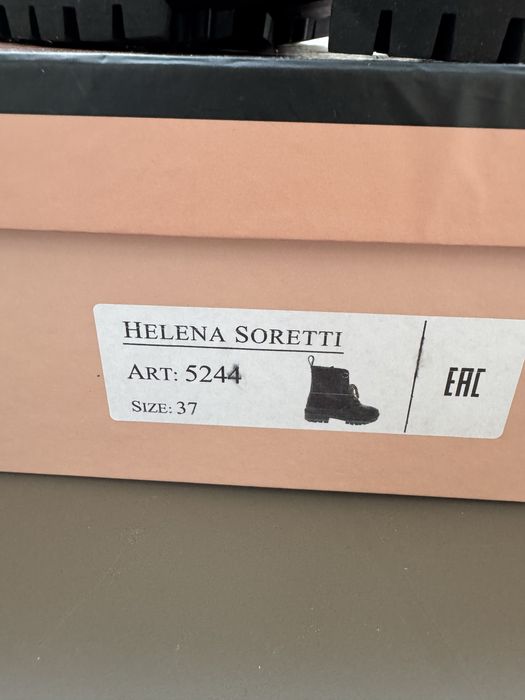 HELENA SORETTI
ART: 5244
SIZE: 37
EAC